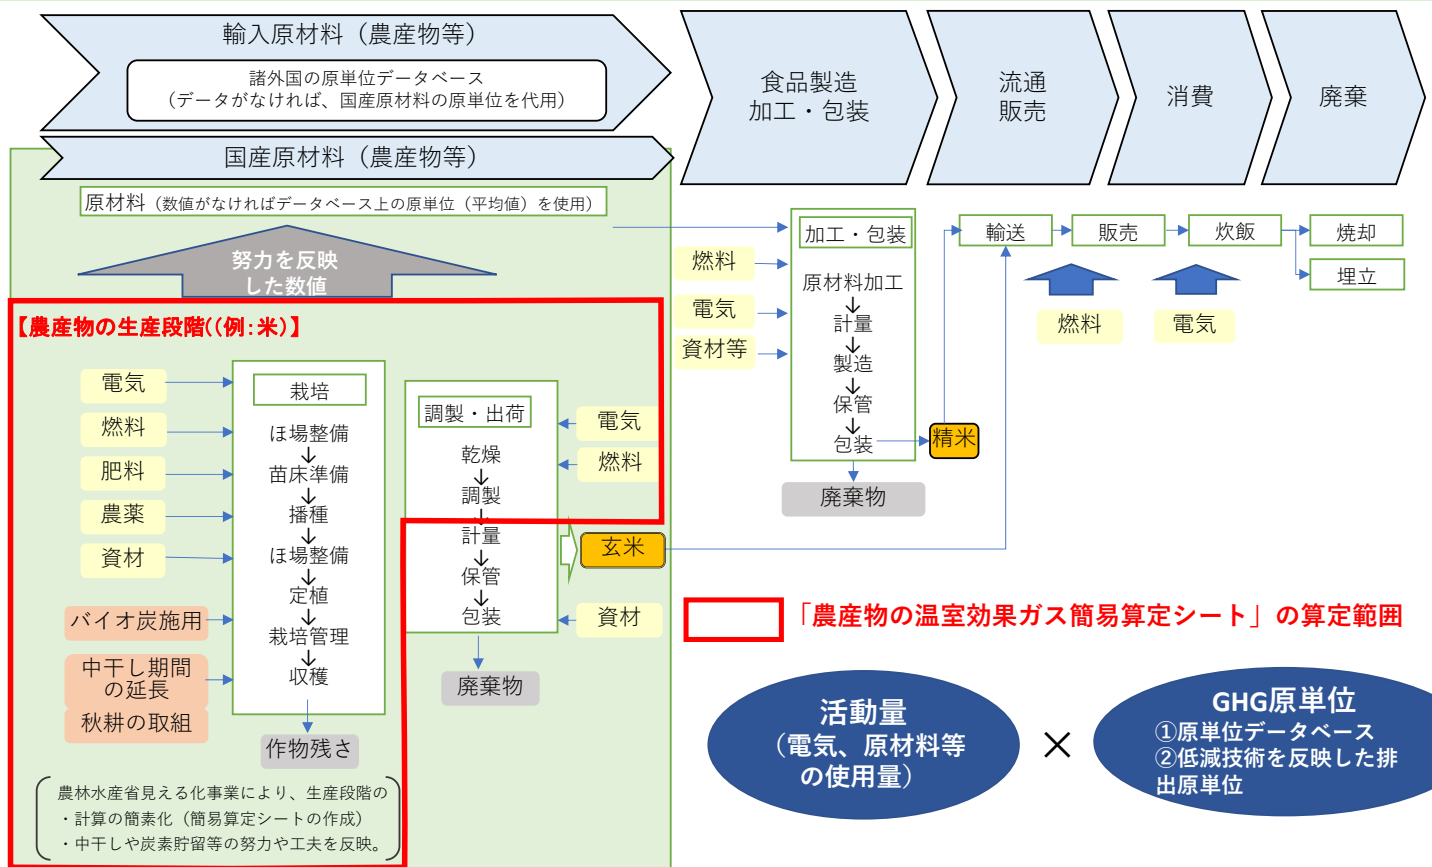 輸入原材料（農産物等）
諸外国の原単位データベース
（データがなければ、国産原材料の原単位を代用）
食品製造
加工・包装
流通
販売
消費
廃棄
国産原材料（農産物等）
原材料（数値がなければデータベース上の原単位（平均値）を使用）
努力を反映
した数値
【農産物の生産段階((例：米)】
電気
燃料
肥料
農薬
資材
バイオ炭施用
中干し期間
の延長
秋耕の取組
栽培
ほ場整備
↓
苗床準備
↓
播種
↓
ほ場整備
↓
定植
↓
栽培管理
↓
収穫
作物残さ
調製・出荷
乾燥
↓
調製
↓
計量
↓
保管
↓
包装
廃棄物
電気
燃料
玄米
資材
農林水産省見える化事業により、生産段階の
・計算の簡素化（簡易算定シートの作成）
・中干しや炭素貯留等の努力や工夫を反映。
燃料
電気
資材等
加工・包装
原材料加工
↓
計量
↓
製造
↓
保管
↓
包装
廃棄物
精米
輸送
販売
炊飯
焼却
埋立
燃料
電気
「農産物の温室効果ガス簡易算定シート」の算定範囲
活動量
（電気、原材料等
の使用量）
×
GHG原単位
①原単位データベース
②低減技術を反映した排
出原単位